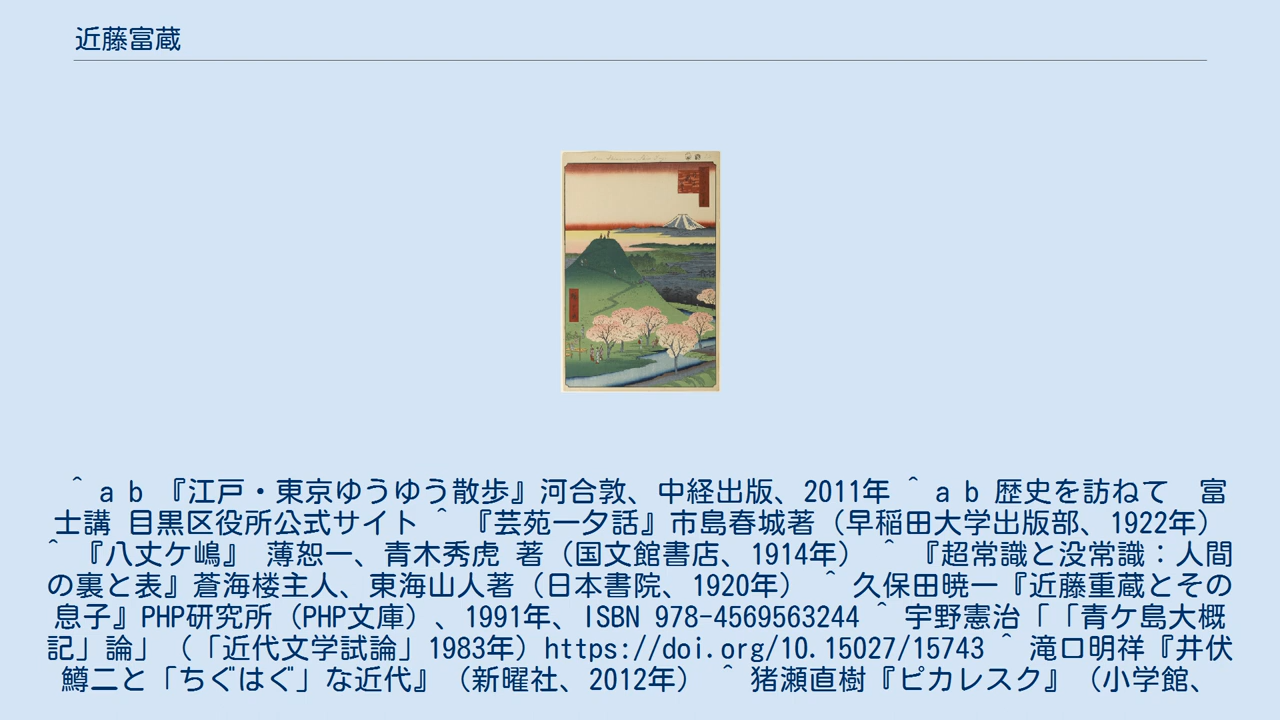 近藤富蔵
^ a b 『江戸・東京ゆうゆう散歩』河合敦、中経出版、2011年 ^ a b 歴史を訪ねて　富
士講 目黒区役所公式サイト ^ 『芸苑一夕話』市島春城著（早稲田大学出版部、1922年）
^ 『八丈ケ嶋』 薄恕一、青木秀虎 著（国文館書店、1914年） ^ 『超常識と没常識：人間
の裏と表』蒼海楼主人、東海山人著（日本書院、1920年） ^ 久保田暁一『近藤重蔵とその
息子』PHP研究所（PHP文庫）、1991年、ISBN 978-4569563244 ^ 宇野憲治「「青ケ島大概
記」論」（「近代文学試論」1983年）https://doi.org/10.15027/15743 ^ 滝口明祥『井伏
鱒二と「ちぐはぐ」な近代』（新曜社、2012年） ^ 猪瀬直樹『ピカレスク』（小学館、